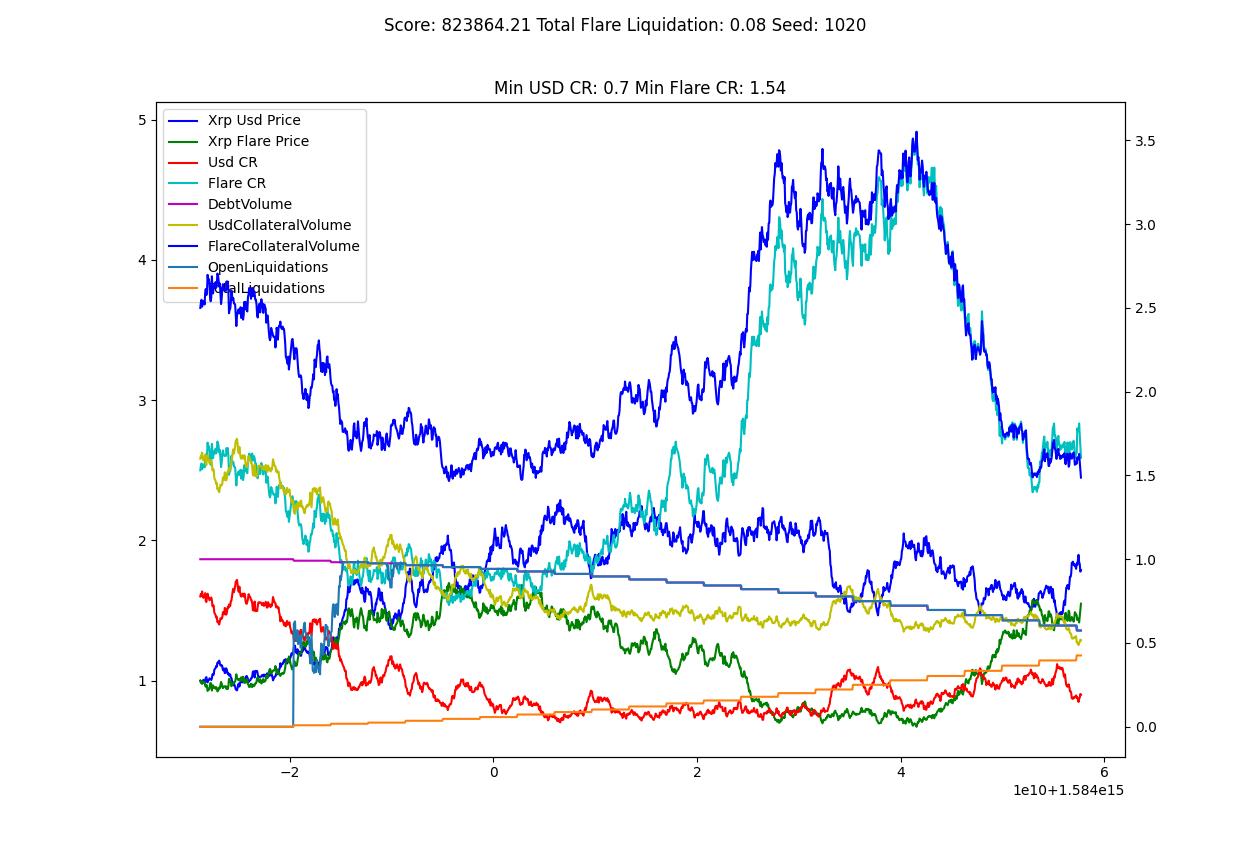 Score: 823864.21 Total Flare Liquidation: 0.08 Seed: 1020
Min USD CR: 0.7 Min Flare CR: 1.54
Xrp Usd Price
Xrp Flare Price
Usd CR
Flare CR
DebtVolume
UsdCollateralVolume
FlareCollateralVolume
OpenLiquidations
TotalLiquidations
5
4
3
2
1
3.5
3.0
2.5
2.0
1.5
1.0
0.5
0.0
−2
0
2
4
6
1e10+1.584e15